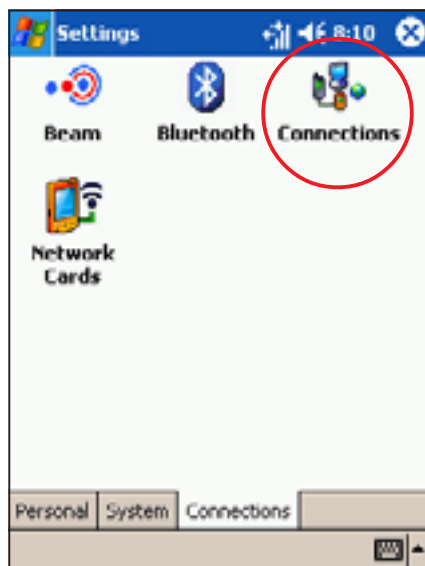 Settings 8:10
Beam Bluetooth Connections
Network
Cards
Personal System Connections